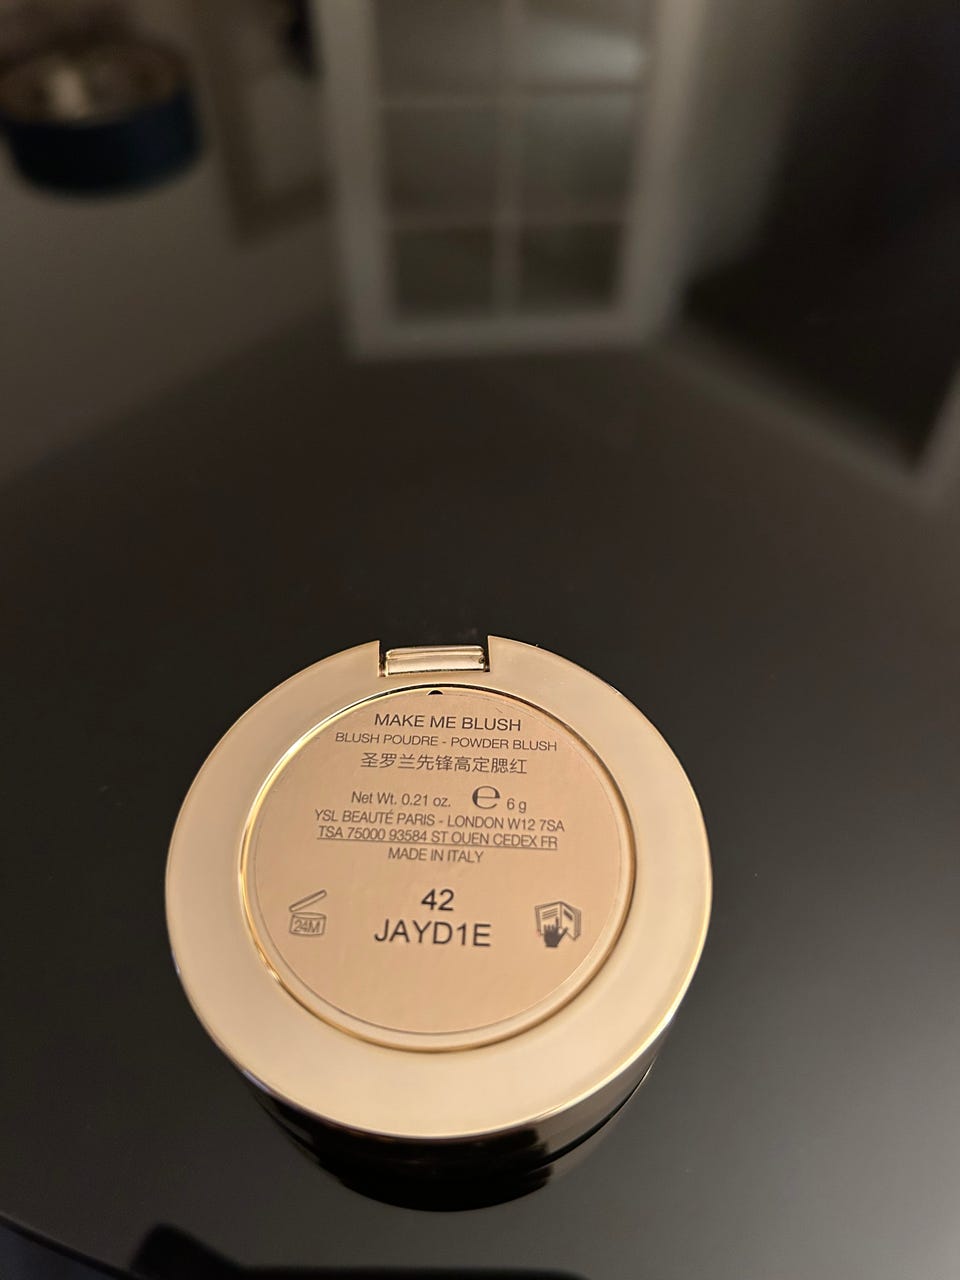 MAKE ME BLUSH
BLUSH POUDRE - POWDER BLUSH
圣罗兰先锋高定腮红
Net Wt. 0.21 oz. ℮ 6 g
YSL BEAUTÉ PARIS - LONDON W12 7SA
TSA 75000 93584 ST OUEN CEDEX FR
MADE IN ITALY
42
24M
JAYD1E